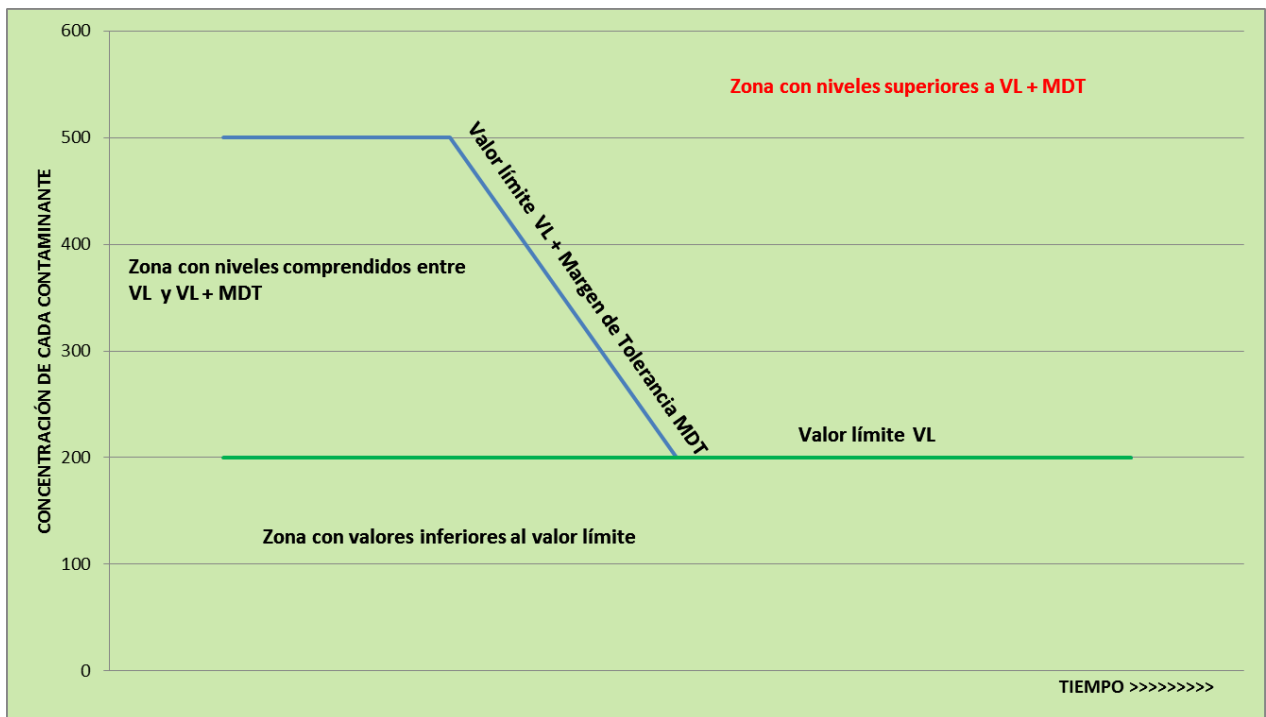 600
Zona con niveles superiores a VL + MDT
500
Valor límite VL + Margen de Tolerancia MDT
400
Zona con niveles comprendidos entre
VL y VL + MDT
CONCENTRACIÓN DE CADA CONTAMINANTE
300
Valor límite VL
200
Zona con valores inferiores al valor límite
100
0
TIEMPO >>>>>>>>>